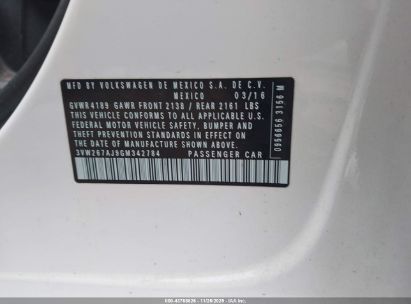 MFD BY VOLKSWAGEN DE MEXICO S.A. DE C.V.
MEXICO 03/16
GVWR 4189 GAWR FRONT 2138 / REAR 2161 LBS
THIS VEHICLE CONFORMS TO ALL APPLICABLE U.S.
FEDERAL MOTOR VEHICLE SAFETY, BUMPER AND
THEFT PREVENTION STANDARDS IN EFFECT ON
THE DATE OF MANUFACTURE SHOWN ABOVE.
3VW267AJ9GM342784 PASSENGER CAR